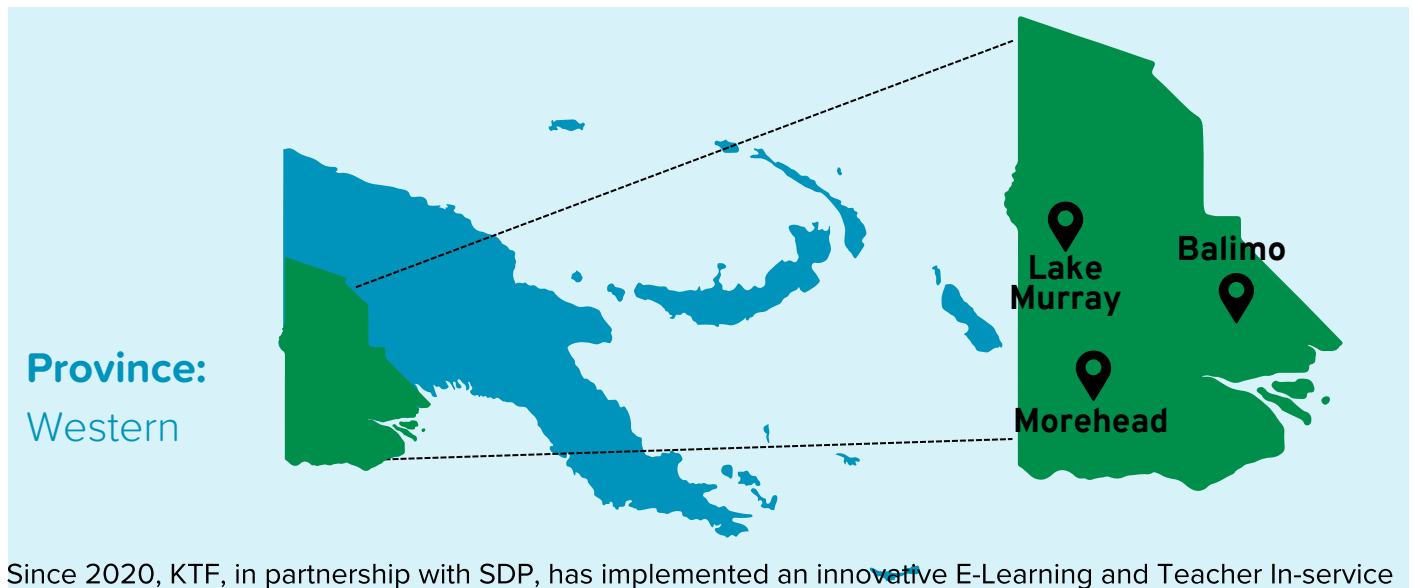 Province:
Western
Lake
Murray
Balimo
Morehead
Since 2020, KTF, in partnership with SDP, has implemented an innovative E-Learning and Teacher In-service